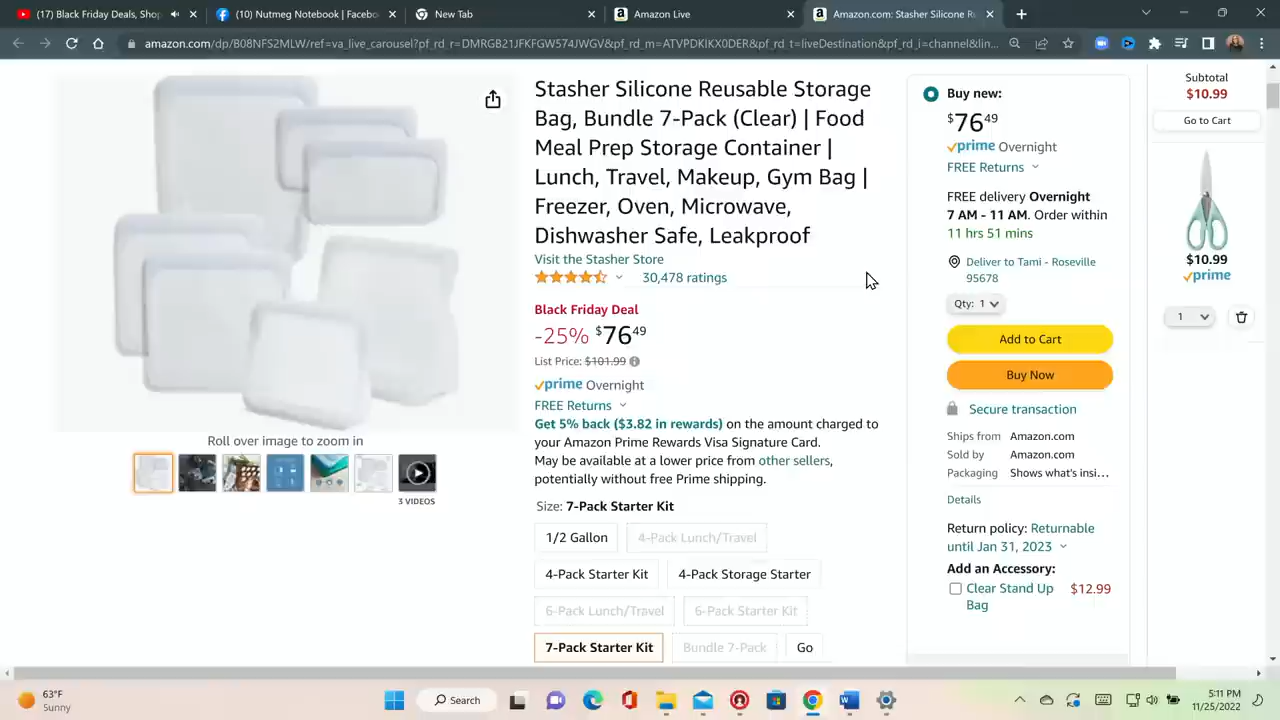 (17) Black Friday Deals, Shop
(10) Nutmeg Notebook | Facebo
New Tab
Amazon Live
Amazon.com: Stasher Silicone Re
amazon.com/dp/B08NFS2MLW/ref=va_live_carousel?pf_rd_r=DMRGB21JFKFGW574JWGV&pf_rd_m=ATVPDKIKX0DER&pf_rd_t=liveDestination&pf_rd_i=channel&lin...
Stasher Silicone Reusable Storage
Bag, Bundle 7-Pack (Clear) | Food
Meal Prep Storage Container |
Lunch, Travel, Makeup, Gym Bag |
Freezer, Oven, Microwave,
Dishwasher Safe, Leakproof
Visit the Stasher Store
30,478 ratings
Black Friday Deal
-25% $76 49
List Price: $101.99
prime Overnight
FREE Returns
Get 5% back ($3.82 in rewards) on the amount charged to
your Amazon Prime Rewards Visa Signature Card.
May be available at a lower price from other sellers,
potentially without free Prime shipping.
Size: 7-Pack Starter Kit
1/2 Gallon
4-Pack Lunch/Travel
4-Pack Starter Kit
4-Pack Storage Starter
6-Pack Lunch/Travel
6-Pack Starter Kit
7-Pack Starter Kit
Bundle 7-Pack
Go
Roll over image to zoom in
3 VIDEOS
Buy new:
$76 49
prime Overnight
FREE Returns
FREE delivery Overnight
7 AM - 11 AM. Order within
11 hrs 51 mins
Deliver to Tami - Roseville
95678
Qty: 1
Add to Cart
Buy Now
Secure transaction
Ships from Amazon.com
Sold by Amazon.com
Packaging Shows what's insi...
Details
Return policy: Returnable
until Jan 31, 2023
Add an Accessory:
Clear Stand Up
Bag
$12.99
Subtotal
$10.99
Go to Cart
$10.99
prime
1
63°F
Sunny
Search
5:11 PM
11/25/2022